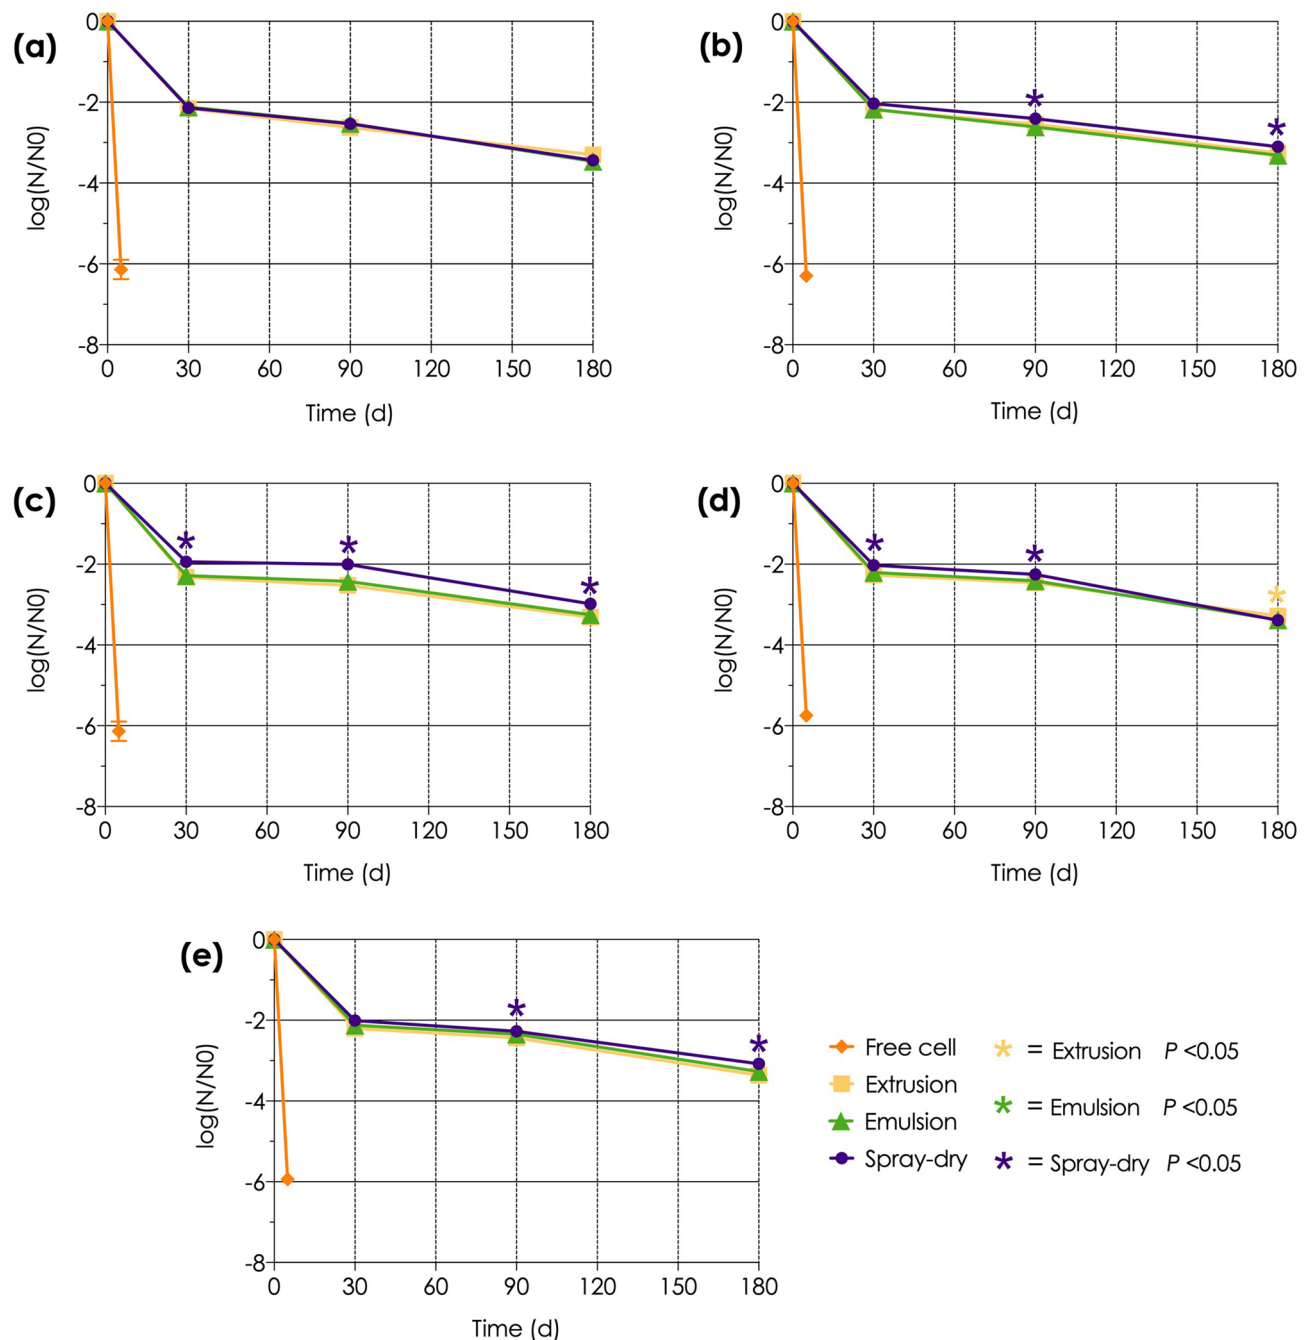 (a)
0
-2
-4
-6
-8
log(N/N0)
0 30 60 90 120 150 180
Time (d)
(b)
0
-2
*
*
-4
-6
-8
log(N/N0)
0 30 60 90 120 150 180
Time (d)
(c)
0
*
*
-2
*
-4
-6
-8
log(N/N0)
0 30 60 90 120 150 180
Time (d)
(d)
0
*
*
-2
*
-4
-6
-8
log(N/N0)
0 30 60 90 120 150 180
Time (d)
(e)
0
*
-2
*
-4
-6
-8
log(N/N0)
0 30 60 90 120 150 180
Time (d)
Free cell
Extrusion
Emulsion
Spray-dry
* = Extrusion P <0.05
* = Emulsion P <0.05
* = Spray-dry P <0.05